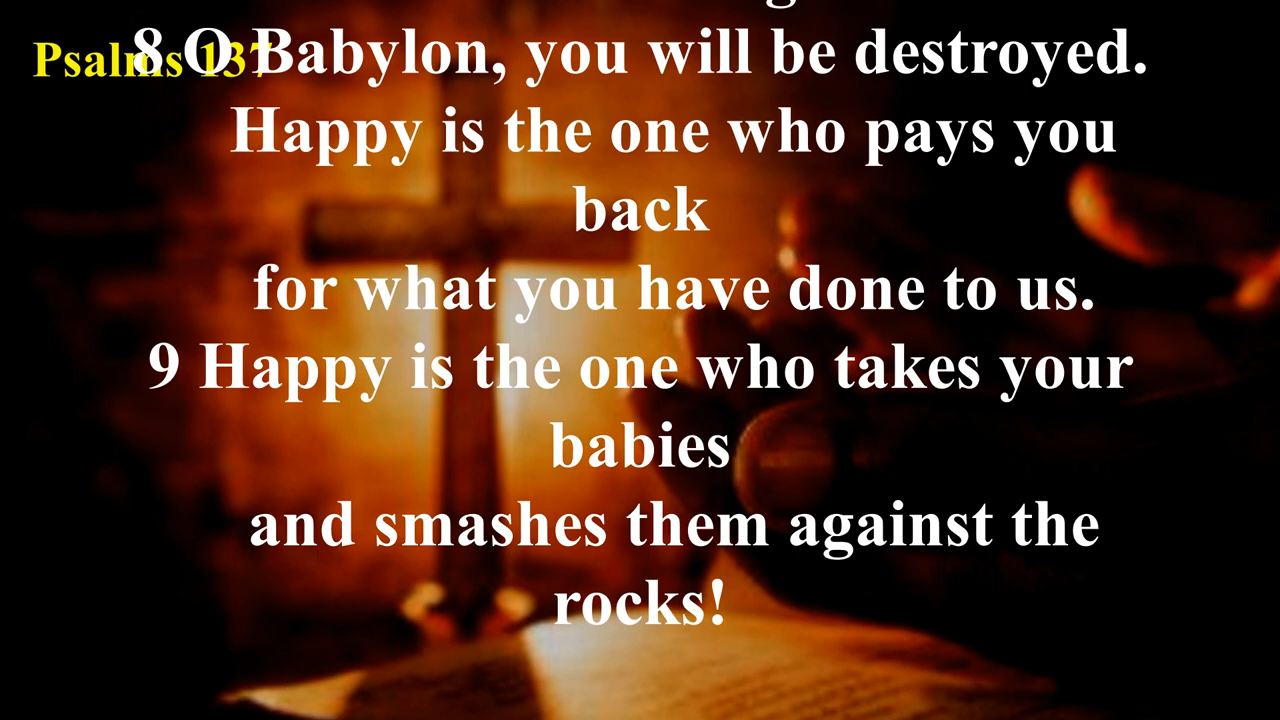 Psalms 137
8 O Babylon, you will be destroyed.
Happy is the one who pays you
back
for what you have done to us.
9 Happy is the one who takes your
babies
and smashes them against the
rocks!